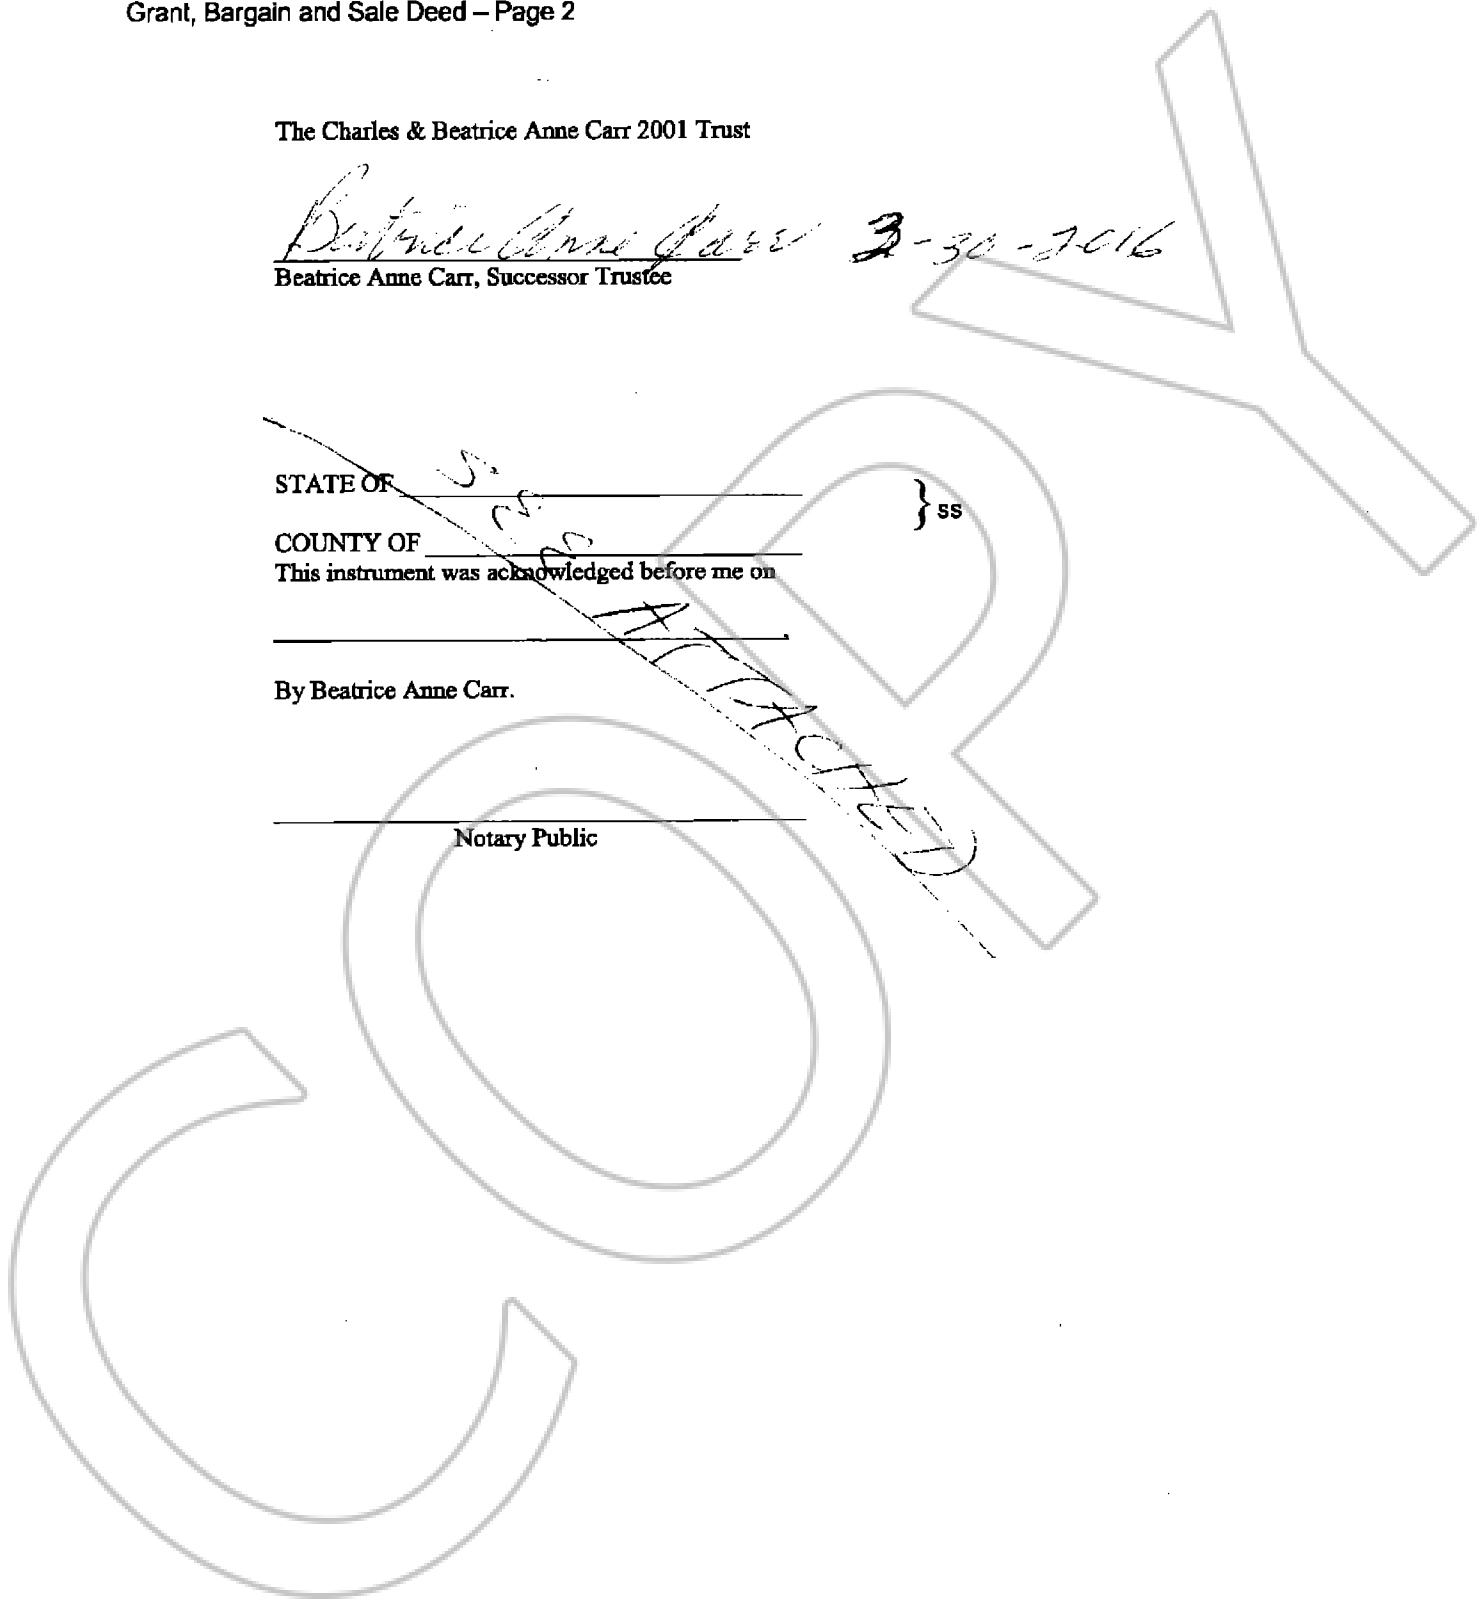 Grant, Bargain and Sale Deed – Page 2
The Charles & Beatrice Anne Carr 2001 Trust
Beatrice Anne Carr 3-30-2016
Beatrice Anne Carr, Successor Trustee
STATE OF
} ss
COUNTY OF
This instrument was acknowledged before me on
.
By Beatrice Anne Carr.
Notary Public
SEE ATTACHED
COPY